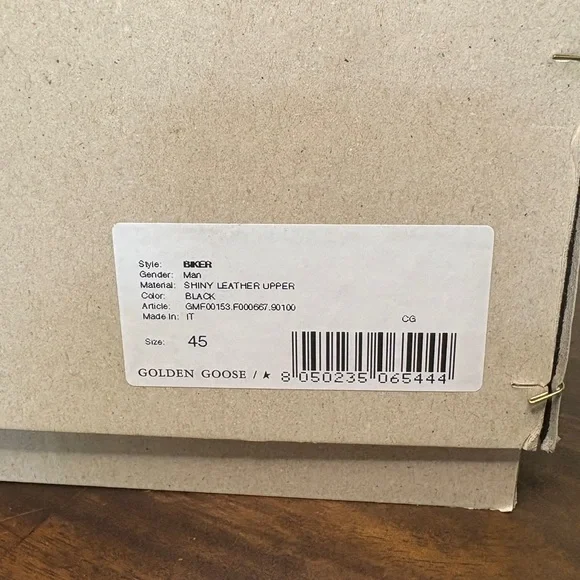 Style: BIKER
Gender: Man
Material: SHINY LEATHER UPPER
Color: BLACK
Article: GMF00153.F000667.90100
Made in: IT
CG
Size: 45
GOLDEN GOOSE / ★
8 050235 065444